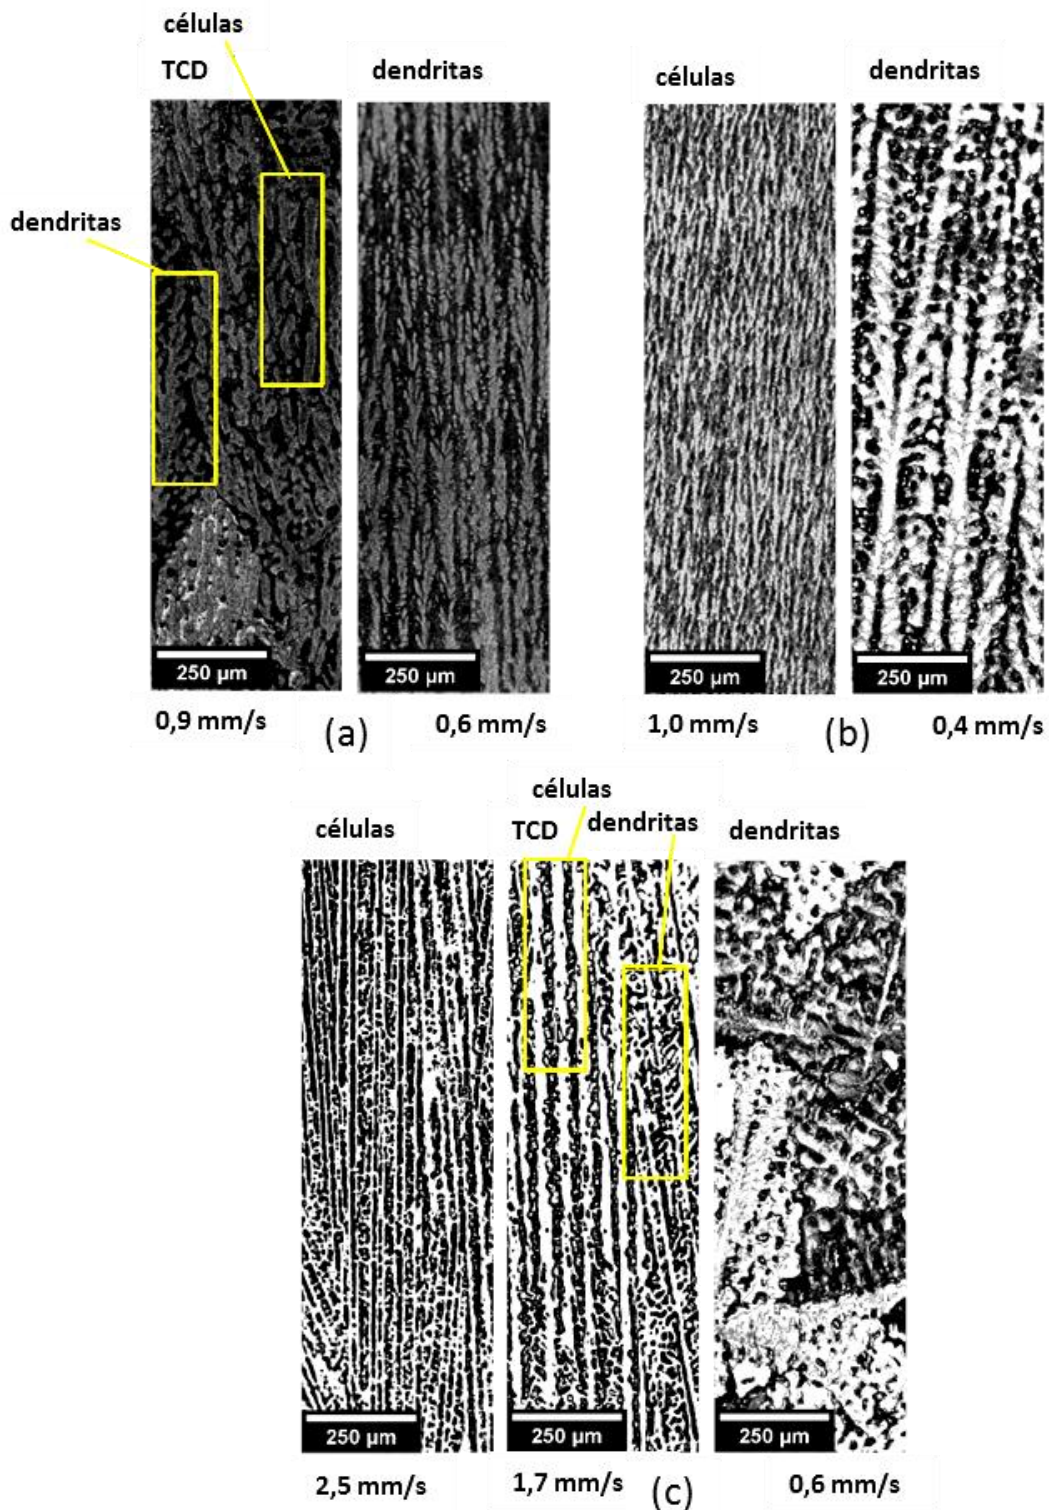 células
TCD
dendritas
dendritas
250 µm
250 µm
0,9 mm/s
(a)
0,6 mm/s
células
dendritas
250 µm
250 µm
1,0 mm/s
(b)
0,4 mm/s
células
células
TCD
dendritas
dendritas
250 µm
250 µm
250 µm
2,5 mm/s
1,7 mm/s
(c)
0,6 mm/s